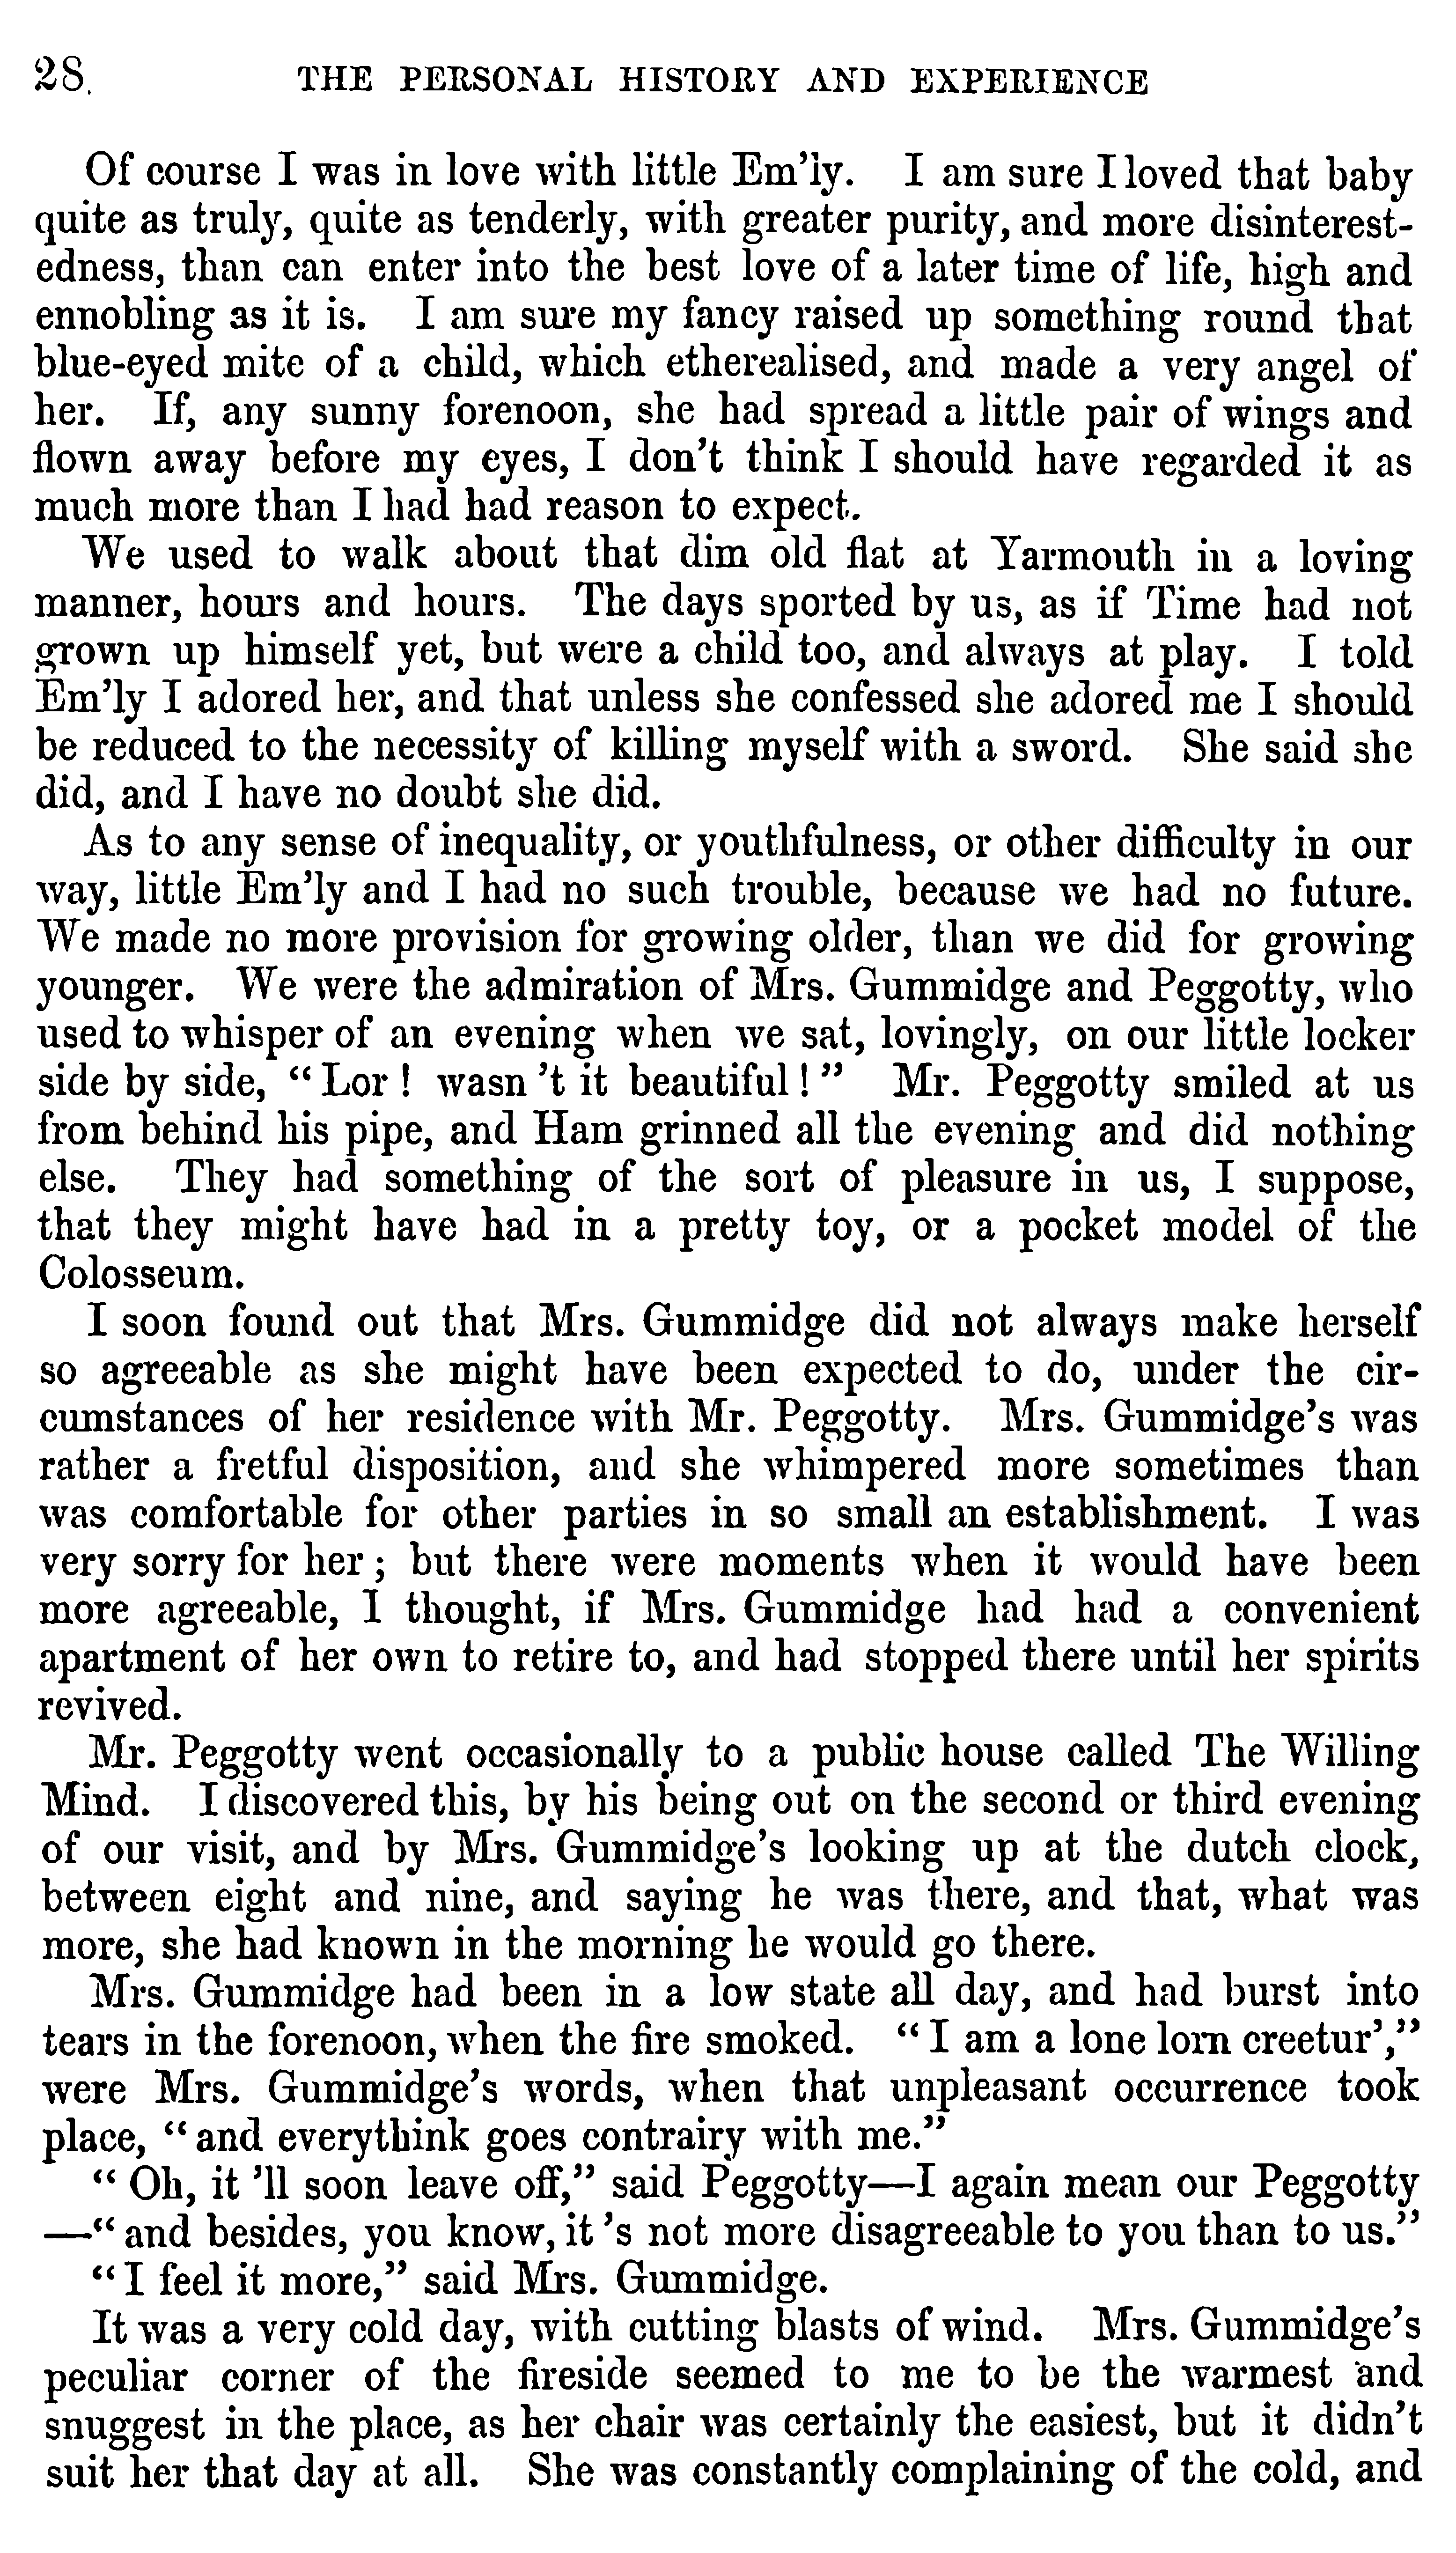 28. THE PERSONAL HISTORY AND EXPERIENCE
Of course I was in love with little Em'ly. I am sure I loved that baby
quite as truly, quite as tenderly, with greater purity, and more disinterest-
edness, than can enter into the best love of a later time of life, high and
ennobling as it is. I am sure my fancy raised up something round that
blue-eyed mite of a child, which etherealised, and made a very angel of
her. If, any sunny forenoon, she had spread a little pair of wings and
flown away before my eyes, I don't think I should have regarded it as
much more than I had had reason to expect.
We used to walk about that dim old flat at Yarmouth in a loving
manner, hours and hours. The days sported by us, as if Time had not
grown up himself yet, but were a child too, and always at play. I told
Em'ly I adored her, and that unless she confessed she adored me I should
be reduced to the necessity of killing myself with a sword. She said she
did, and I have no doubt she did.
As to any sense of inequality, or youthfulness, or other difficulty in our
way, little Em'ly and I had no such trouble, because we had no future.
We made no more provision for growing older, than we did for growing
younger. We were the admiration of Mrs. Gummidge and Peggotty, who
used to whisper of an evening when we sat, lovingly, on our little locker
side by side, "Lor! wasn 't it beautiful!" Mr. Peggotty smiled at us
from behind his pipe, and Ham grinned all the evening and did nothing
else. They had something of the sort of pleasure in us, I suppose,
that they might have had in a pretty toy, or a pocket model of the
Colosseum.
I soon found out that Mrs. Gummidge did not always make herself
so agreeable as she might have been expected to do, under the cir-
cumstances of her residence with Mr. Peggotty. Mrs. Gummidge's was
rather a fretful disposition, and she whimpered more sometimes than
was comfortable for other parties in so small an establishment. I was
very sorry for her; but there were moments when it would have been
more agreeable, I thought, if Mrs. Gummidge had had a convenient
apartment of her own to retire to, and had stopped there until her spirits
revived.
Mr. Peggotty went occasionally to a public house called The Willing
Mind. I discovered this, by his being out on the second or third evening
of our visit, and by Mrs. Gummidge's looking up at the dutch clock,
between eight and nine, and saying he was there, and that, what was
more, she had known in the morning he would go there.
Mrs. Gummidge had been in a low state all day, and had burst into
tears in the forenoon, when the fire smoked. "I am a lone lorn creetur',"
were Mrs. Gummidge's words, when that unpleasant occurrence took
place, "and everythink goes contrairy with me."
"Oh, it 'll soon leave off," said Peggotty—I again mean our Peggotty
—"and besides, you know, it 's not more disagreeable to you than to us."
"I feel it more," said Mrs. Gummidge.
It was a very cold day, with cutting blasts of wind. Mrs. Gummidge's
peculiar corner of the fireside seemed to me to be the warmest and
snuggest in the place, as her chair was certainly the easiest, but it didn't
suit her that day at all. She was constantly complaining of the cold, and